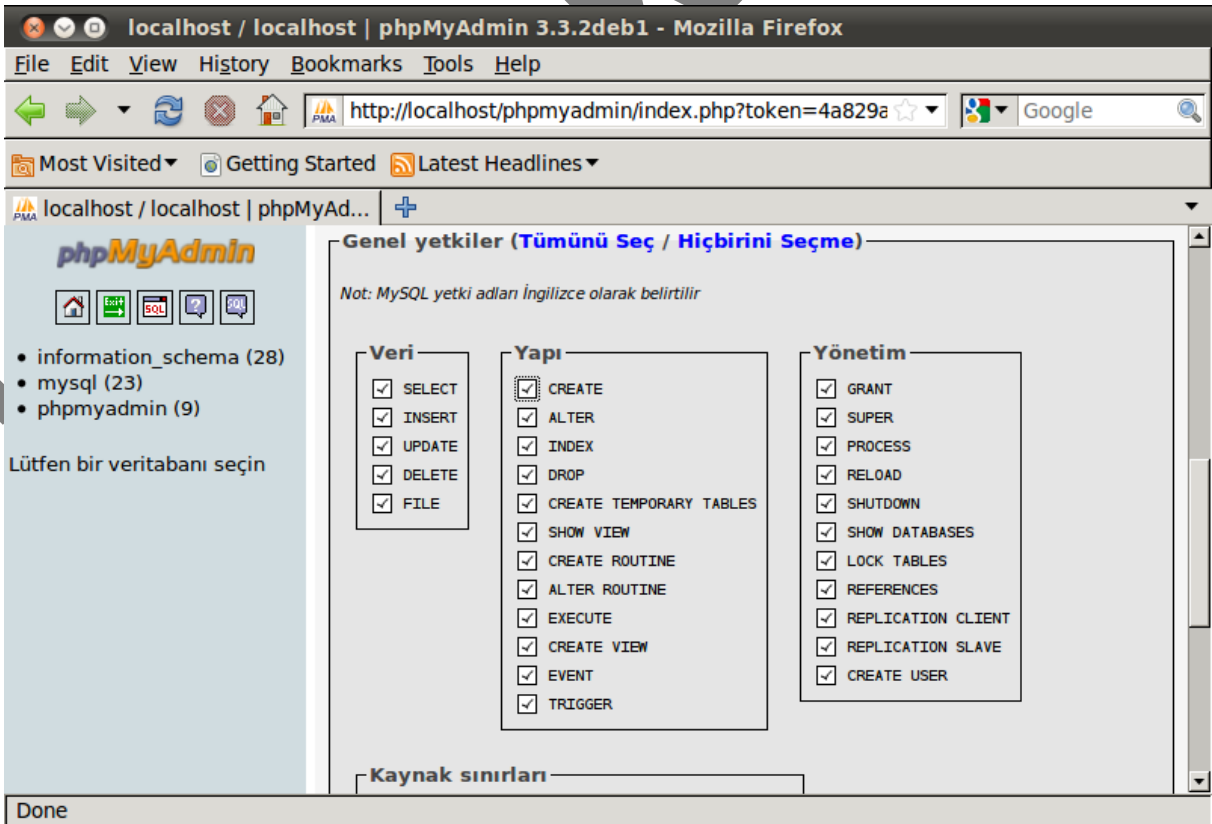 localhost / localhost | phpMyAdmin 3.3.2deb1 - Mozilla Firefox
File Edit View History Bookmarks Tools Help
PMA http://localhost/phpmyadmin/index.php?token=4a829a Google
Most Visited Getting Started Latest Headlines
PMA localhost / localhost | phpMyAd...
phpMyAdmin
Exit SQL SQL
information_schema (28)
mysql (23)
phpmyadmin (9)
Lütfen bir veritabanı seçin
Genel yetkiler (Tümünü Seç / Hiçbirini Seçme)
Not: MySQL yetki adları İngilizce olarak belirtilir
Veri
SELECT
INSERT
UPDATE
DELETE
FILE
Yapı
CREATE
ALTER
INDEX
DROP
CREATE TEMPORARY TABLES
SHOW VIEW
CREATE ROUTINE
ALTER ROUTINE
EXECUTE
CREATE VIEW
EVENT
TRIGGER
Yönetim
GRANT
SUPER
PROCESS
RELOAD
SHUTDOWN
SHOW DATABASES
LOCK TABLES
REFERENCES
REPLICATION CLIENT
REPLICATION SLAVE
CREATE USER
Kaynak sınırları
Done